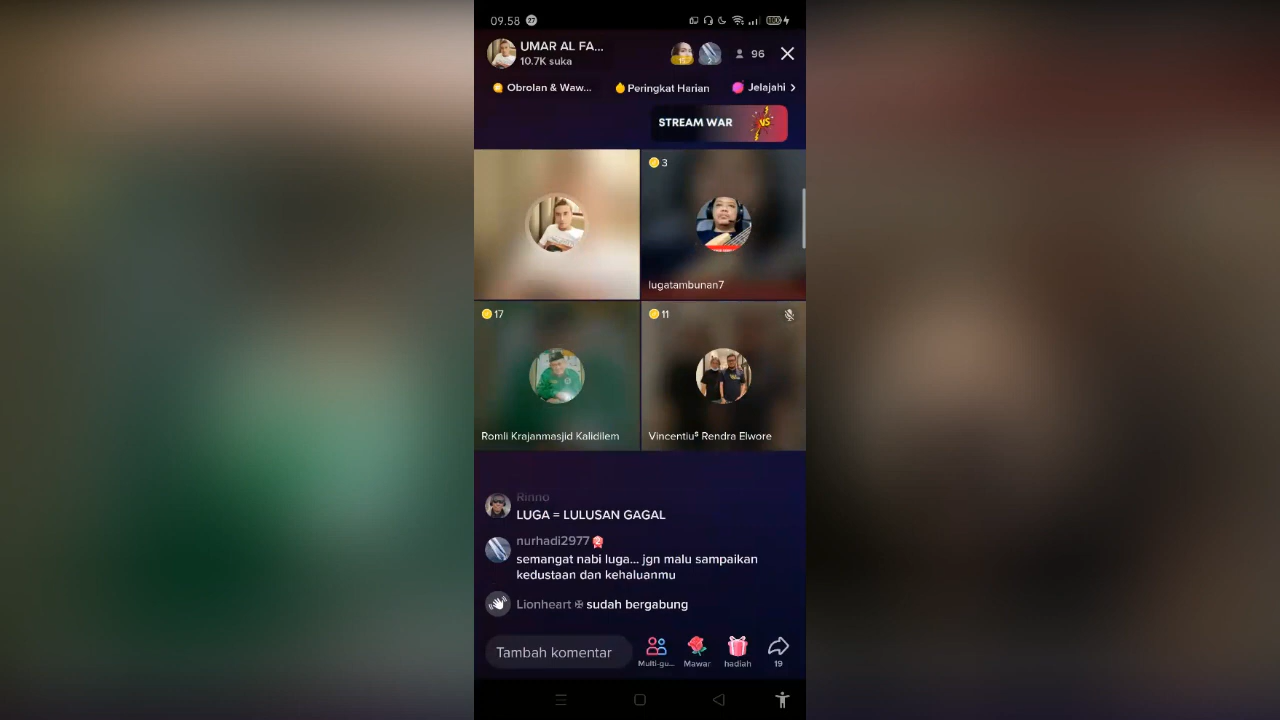 09.58 27
UMAR AL FA...
10.7K suka
96
Obrolan & Waw...
Peringkat Harian
Jelajahi
STREAM WAR VS
3
lugatambunan7
17
11
Romli Krajanmasjid Kalidilem
Vincentiuˢ Rendra Elwore
Rinno
LUGA = LULUSAN GAGAL
nurhadi2977
semangat nabi luga... jgn malu sampaikan
kedustaan dan kehaluanmu
Lionheart ✠ sudah bergabung
Tambah komentar
Multi-gu...
Mawar
hadiah
19